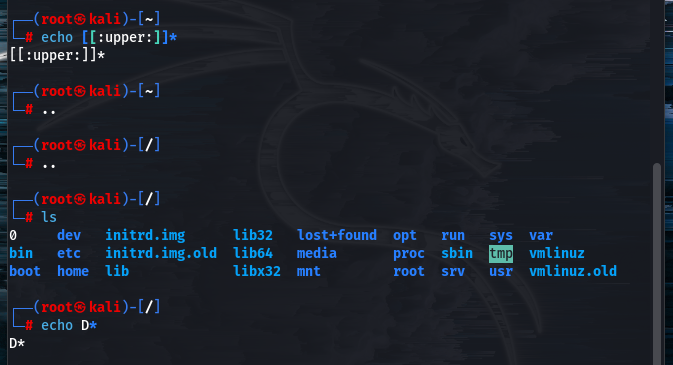 ┌──(root㉿kali)-[~]
└─# echo [[:upper:]]*
[[:upper:]]*
┌──(root㉿kali)-[~]
└─# ..
┌──(root㉿kali)-[/]
└─# ..
┌──(root㉿kali)-[/]
└─# ls
0 dev initrd.img lib32 lost+found opt run sys var
bin etc initrd.img.old lib64 media proc sbin tmp vmlinuz
boot home lib libx32 mnt root srv usr vmlinuz.old
┌──(root㉿kali)-[/]
└─# echo D*
D*